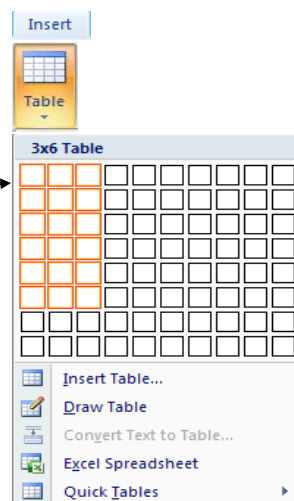 Insert
Table
3x6 Table
Insert Table...
Draw Table
Convert Text to Table...
Excel Spreadsheet
Quick Tables